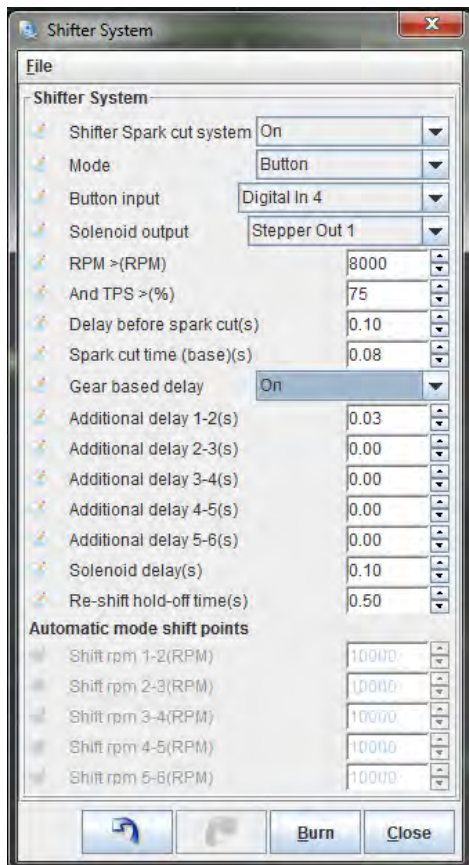 Shifter System
File
Shifter System
Shifter Spark cut system On
Mode Button
Button input Digital In 4
Solenoid output Stepper Out 1
RPM >(RPM) 8000
And TPS >(%) 75
Delay before spark cut(s) 0.10
Spark cut time (base)(s) 0.08
Gear based delay On
Additional delay 1-2(s) 0.03
Additional delay 2-3(s) 0.00
Additional delay 3-4(s) 0.00
Additional delay 4-5(s) 0.00
Additional delay 5-6(s) 0.00
Solenoid delay(s) 0.10
Re-shift hold-off time(s) 0.50
Automatic mode shift points
Shift rpm 1-2(RPM) 10000
Shift rpm 2-3(RPM) 10000
Shift rpm 3-4(RPM) 10000
Shift rpm 4-5(RPM) 10000
Shift rpm 5-6(RPM) 10000
Burn Close